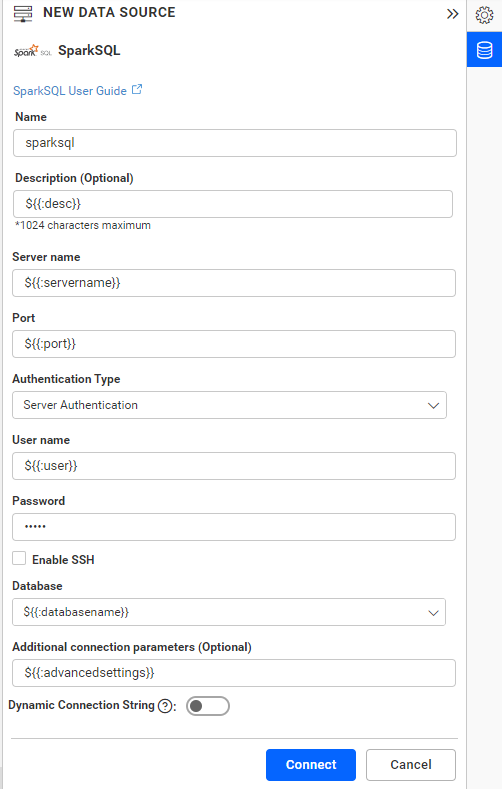 NEW DATA SOURCE
Spark SQL SparkSQL
SparkSQL User Guide
Name
sparksql
Description (Optional)
${{:desc}}
*1024 characters maximum
Server name
${{:servername}}
Port
${{:port}}
Authentication Type
Server Authentication
User name
${{:user}}
Password
•••••
Enable SSH
Database
${{:databasename}}
Additional connection parameters (Optional)
${{:advancedsettings}}
Dynamic Connection String ? :
Connect Cancel